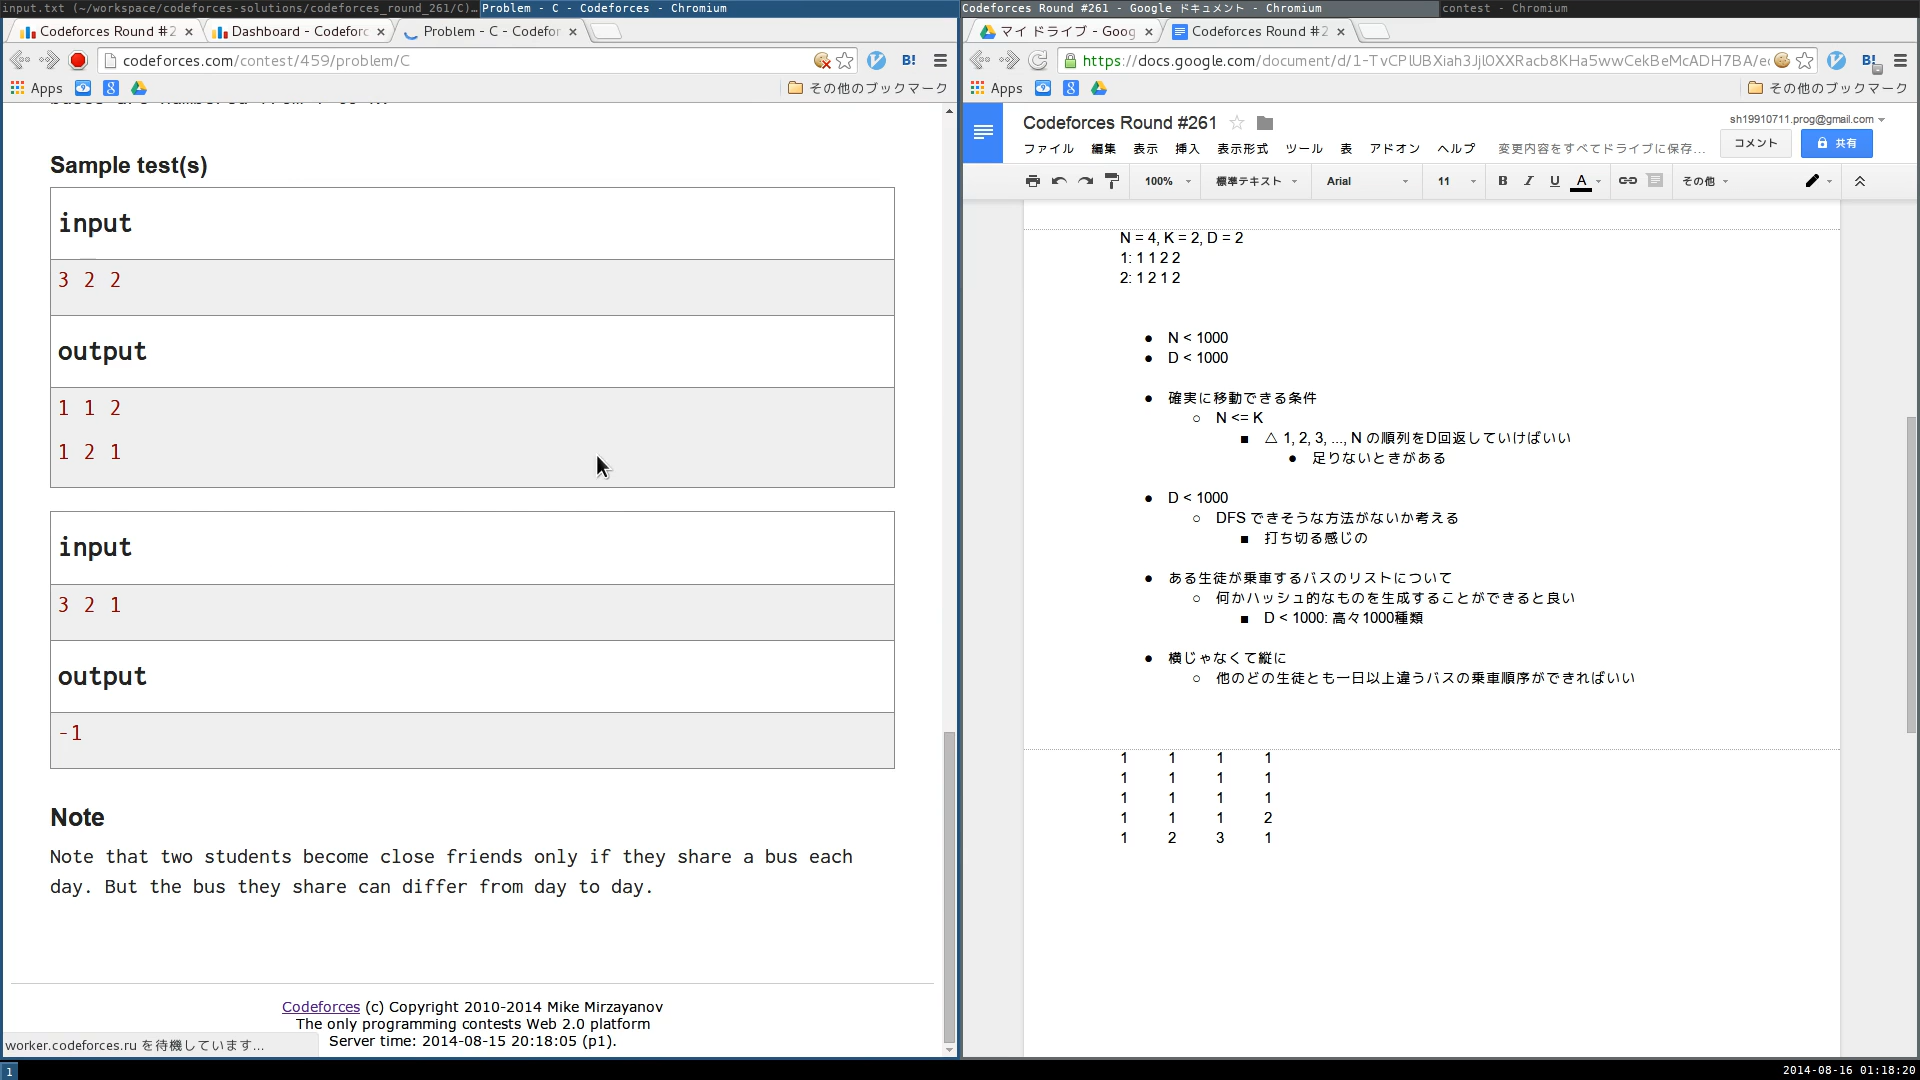 input.txt (~/workspace/codeforces-solutions/codeforces_round_261/C)...
Problem - C - Codeforces - Chromium
Codeforces Round #261 - Google ドキュメント - Chromium
contest - Chromium
Codeforces Round #2
Dashboard - Codeforc
Problem - C - Codefor
codeforces.com/contest/459/problem/C
Apps
その他のブックマーク
Sample test(s)
input
3 2 2
output
1 1 2
1 2 1
input
3 2 1
output
-1
Note
Note that two students become close friends only if they share a bus each
day. But the bus they share can differ from day to day.
Codeforces (c) Copyright 2010-2014 Mike Mirzayanov
The only programming contests Web 2.0 platform
Server time: 2014-08-15 20:18:05 (p1).
worker.codeforces.ru を待機しています...
マイ ドライブ - Goog
Codeforces Round #2
Apps
その他のブックマーク
Codeforces Round #261
sh19910711.prog@gmail.com
ファイル 編集 表示 挿入 表示形式 ツール 表 アドオン ヘルプ 変更内容をすべてドライブに保存...
コメント
共有
100% 標準テキスト Arial 11 B I U A その他
N = 4, K = 2, D = 2
1: 1 1 2 2
2: 1 2 1 2
● N < 1000
● D < 1000
● 確実に移動できる条件
○ N <= K
■ △ 1, 2, 3, ..., N の順列をD回返していけばいい
● 足りないときがある
● D < 1000
○ DFS できそうな方法がないか考える
■ 打ち切る感じの
● ある生徒が乗車するバスのリストについて
○ 何かハッシュ的なものを生成することができると良い
■ D < 1000: 高々1000種類
● 横じゃなくて縦に
○ 他のどの生徒とも一日以上違うバスの乗車順序ができればいい
1 1 1 1
1 1 1 1
1 1 1 1
1 1 1 2
1 2 3 1
1
2014-08-16 01:18:20